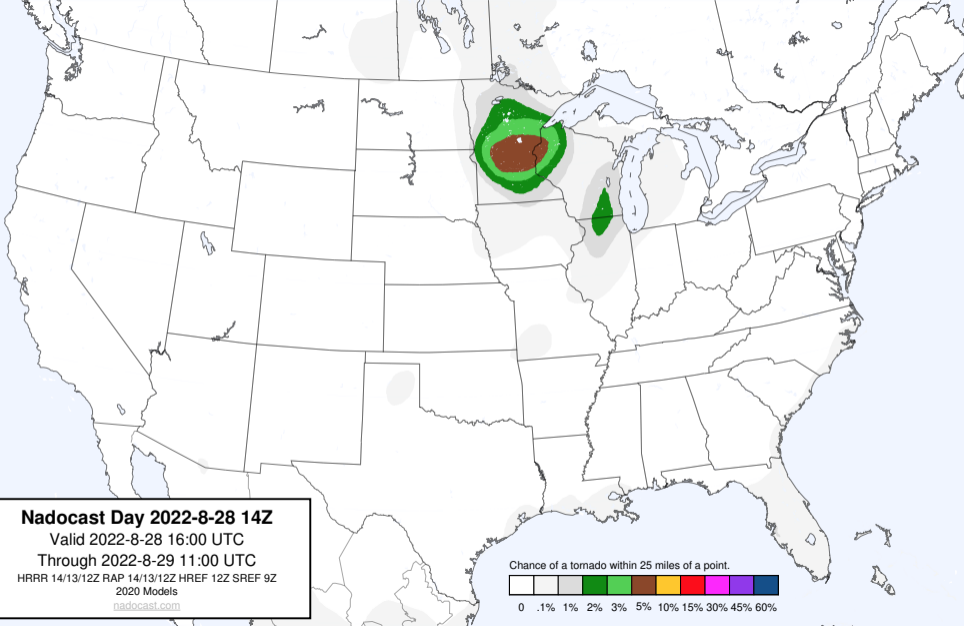 Nadocast Day 2022-8-28 14Z
Valid 2022-8-28 16:00 UTC
Through 2022-8-29 11:00 UTC
HRRR 14/13/12Z RAP 14/13/12Z HREF 12Z SREF 9Z
2020 Models
nadocast.com
Chance of a tornado within 25 miles of a point.
0 .1% 1% 2% 3% 5% 10% 15% 30% 45% 60%